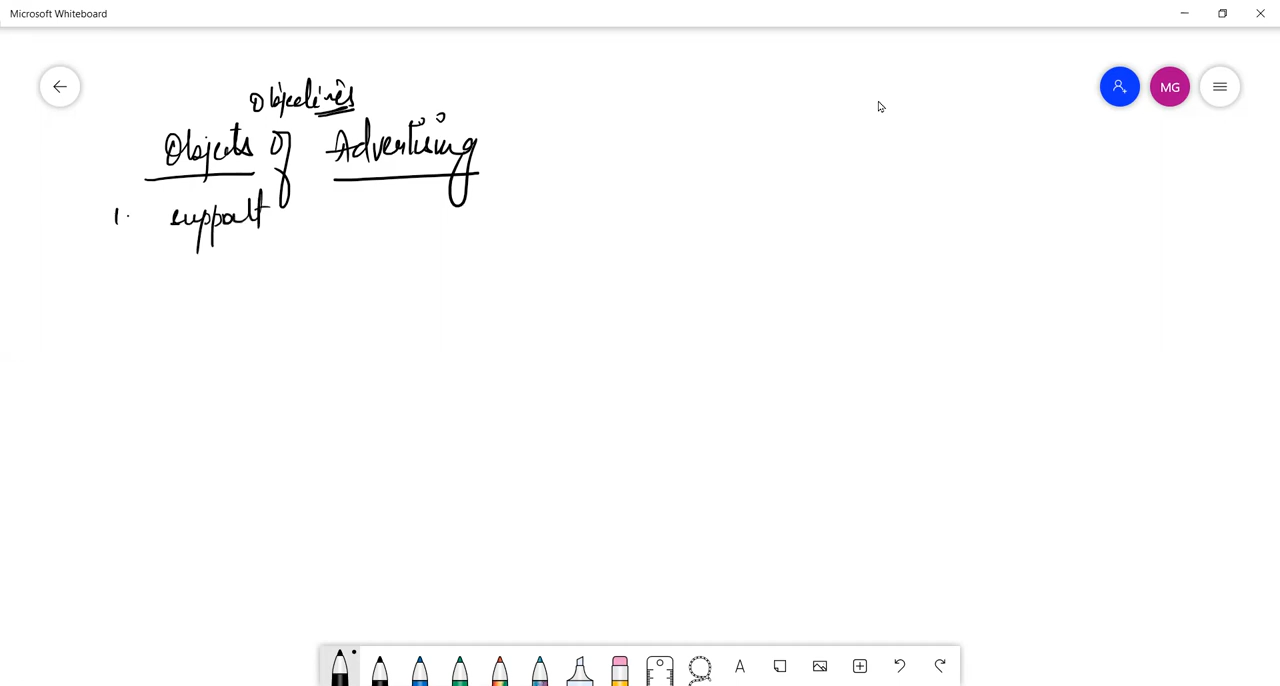 Microsoft Whiteboard
MG
Objectives
Objects of Advertising
1. support
A